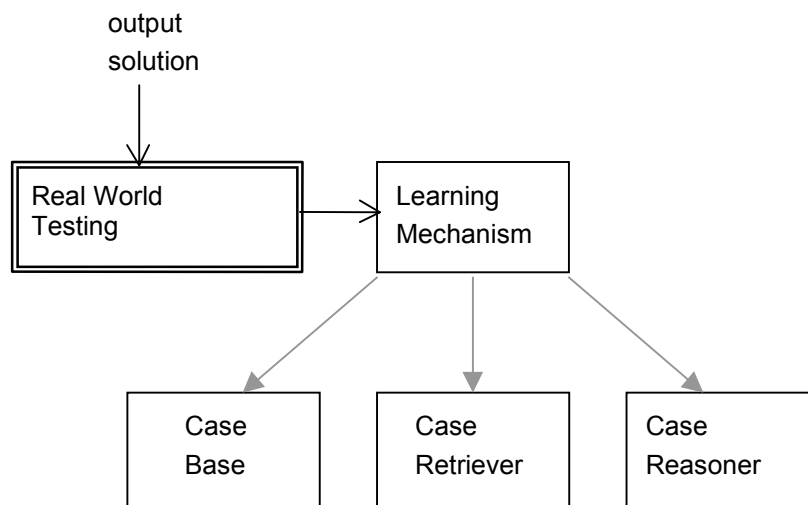 output
solution
Real World
Testing
Learning
Mechanism
Case
Base
Case
Retriever
Case
Reasoner